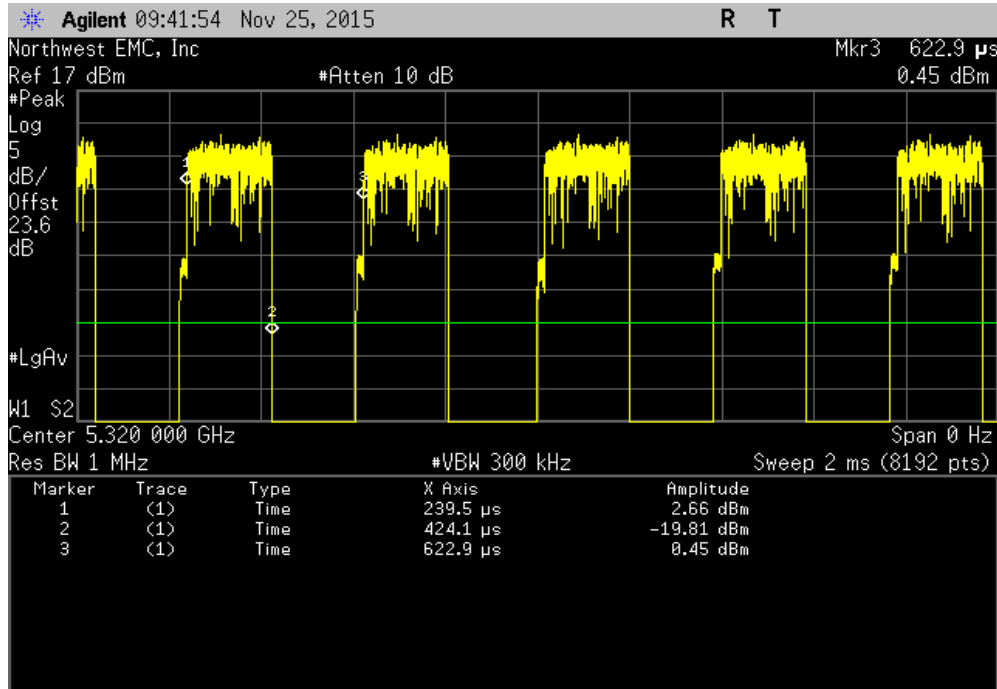 Agilent 09:41:54 Nov 25, 2015 R T
Northwest EMC, Inc Mkr3 622.9 µs
Ref 17 dBm #Atten 10 dB 0.45 dBm
#Peak
Log
5
dB/
Offst
23.6
dB
1
3
2
#LgAv
W1 S2
Center 5.320 000 GHz Span 0 Hz
Res BW 1 MHz #VBW 300 kHz Sweep 2 ms (8192 pts)
Marker Trace Type X Axis Amplitude
1 (1) Time 239.5 µs 2.66 dBm
2 (1) Time 424.1 µs -19.81 dBm
3 (1) Time 622.9 µs 0.45 dBm